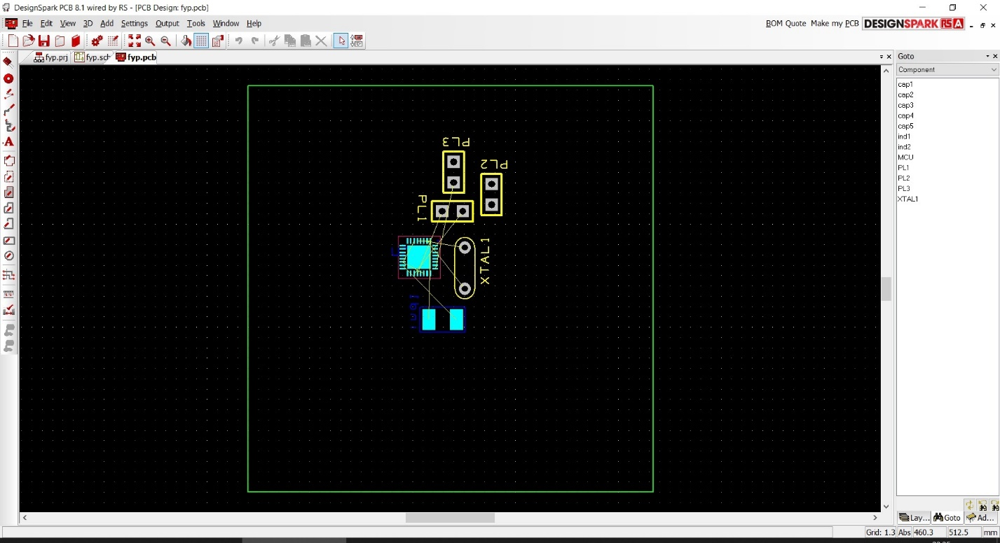 DesignSpark PCB 8.1 wired by RS - [PCB Design: fyp.pcb]
File Edit View 3D Add Settings Output Tools Window Help
BOM Quote Make my PCB DESIGNSPARK RS
fyp.prj fyp.sch fyp.pcb
Goto
Component
cap1
cap2
cap3
cap4
cap5
ind1
ind2
MCU
PL1
PL2
PL3
XTAL1
PL3
PL2
PL1
XTAL1
Lay... Goto Ad...
Grid: 1.3 Abs 460.3 512.5 mm